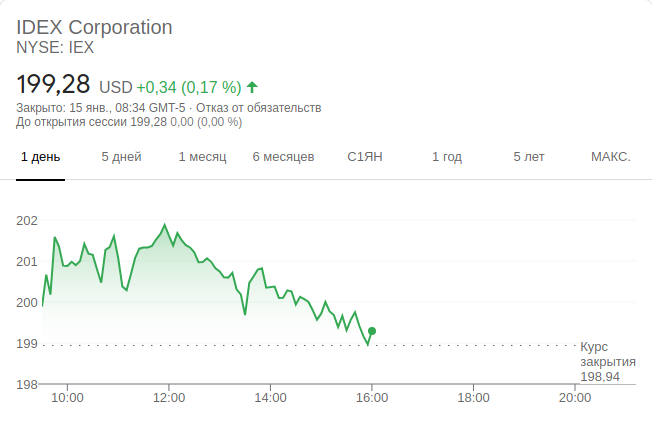 IDEX Corporation
NYSE: IEX
199,28 USD +0,34 (0,17 %)
Закрыто: 15 янв., 08:34 GMT-5 · Отказ от обязательств
До открытия сессии 199,28 0,00 (0,00 %)
1 день 5 дней 1 месяц 6 месяцев С1ЯН 1 год 5 лет МАКС.
202
201
200
199
198
Курс
закрытия
198,94
10:00 12:00 14:00 16:00 18:00 20:00